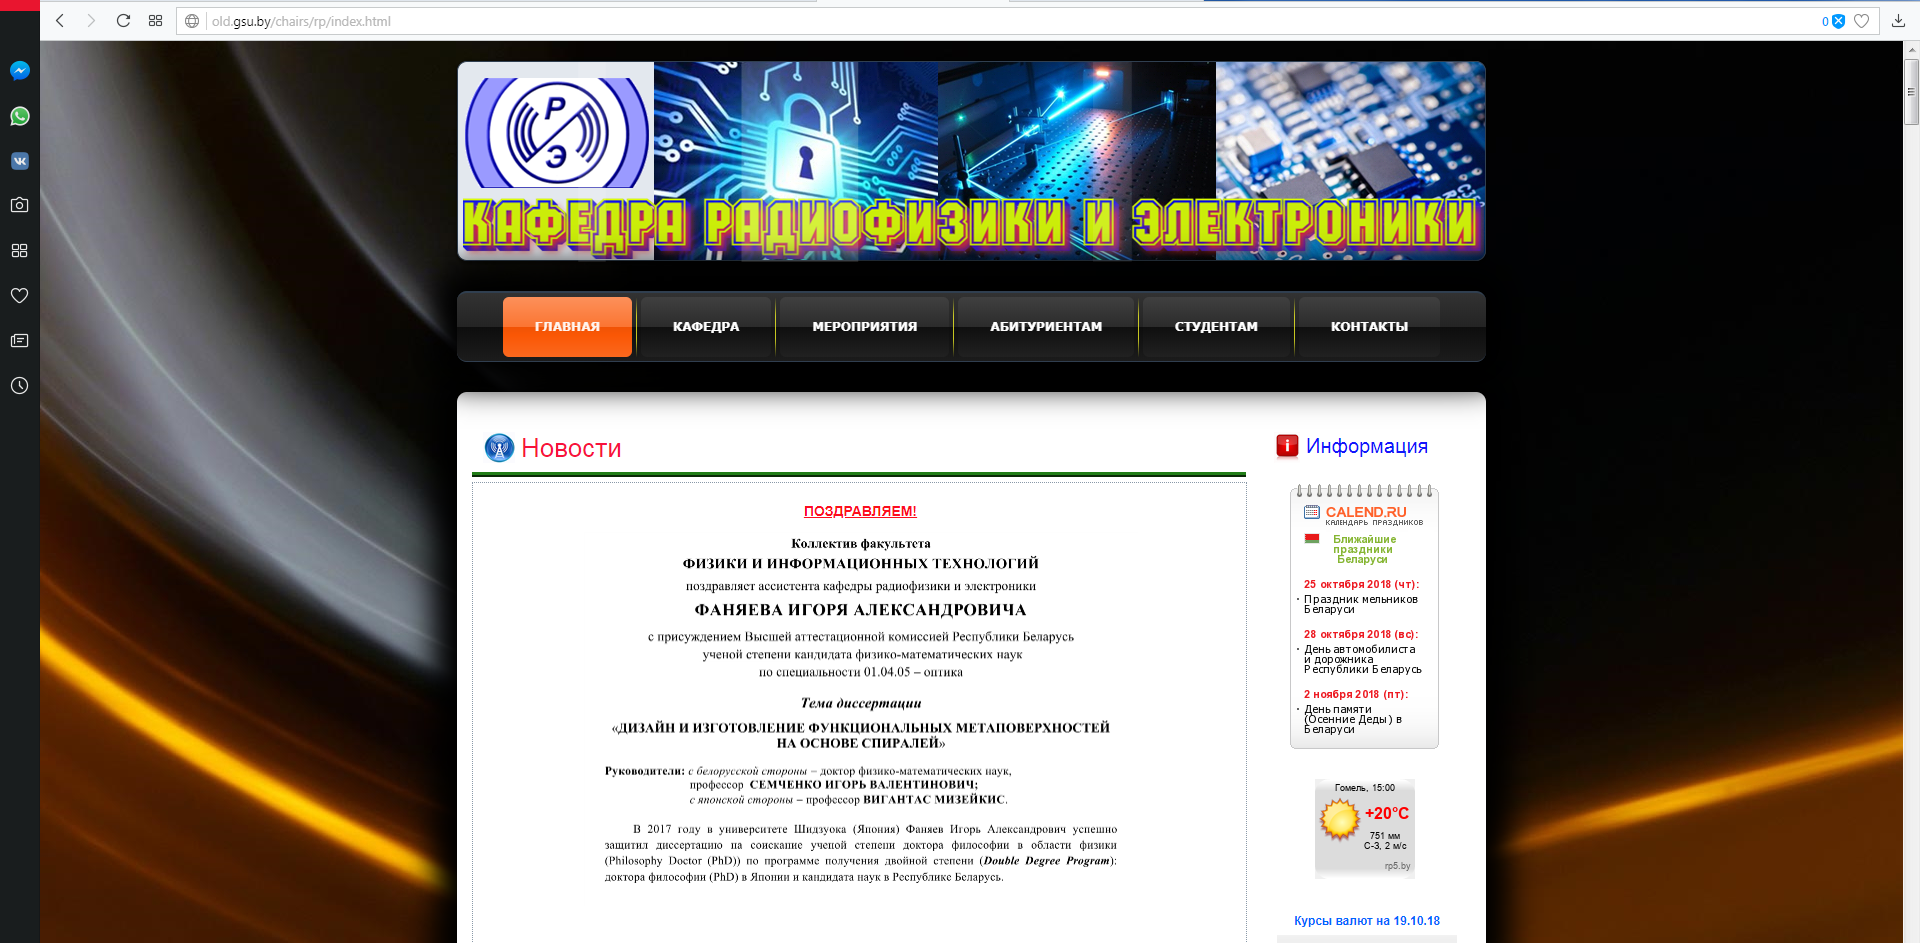 old.gsu.by/chairs/rp/index.html
0
Р
Э
КАФЕДРА РАДИОФИЗИКИ И ЭЛЕКТРОНИКИ
ГЛАВНАЯ
КАФЕДРА
МЕРОПРИЯТИЯ
АБИТУРИЕНТАМ
СТУДЕНТАМ
КОНТАКТЫ
Новости
ПОЗДРАВЛЯЕМ!
Коллектив факультета
ФИЗИКИ И ИНФОРМАЦИОННЫХ ТЕХНОЛОГИЙ
поздравляет ассистента кафедры радиофизики и электроники
ФАНЯЕВА ИГОРЯ АЛЕКСАНДРОВИЧА
с присуждением Высшей аттестационной комиссией Республики Беларусь
ученой степени кандидата физико-математических наук
по специальности 01.04.05 – оптика
Тема диссертации
«ДИЗАЙН И ИЗГОТОВЛЕНИЕ ФУНКЦИОНАЛЬНЫХ МЕТАПОВЕРХНОСТЕЙ
НА ОСНОВЕ СПИРАЛЕЙ»
Руководители: с белорусской стороны – доктор физико-математических наук,
профессор СЕМЧЕНКО ИГОРЬ ВАЛЕНТИНОВИЧ;
с японской стороны – профессор ВИГАНТАС МИЗЕЙКИС.
В 2017 году в университете Шидзуока (Япония) Фаняев Игорь Александрович успешно
защитил диссертацию на соискание ученой степени доктора философии в области физики
(Philosophy Doctor (PhD)) по программе получения двойной степени (Double Degree Program):
доктора философии (PhD) в Японии и кандидата наук в Республике Беларусь.
Информация
CALEND.RU
КАЛЕНДАРЬ ПРАЗДНИКОВ
Ближайшие
праздники
Беларуси
25 октября 2018 (чт):
· Праздник мельников
Беларуси
28 октября 2018 (вс):
· День автомобилиста
и дорожника
Республики Беларусь
2 ноября 2018 (пт):
· День памяти
(Осенние Деды) в
Беларуси
Гомель, 15:00
+20°C
751 мм
С-3, 2 м/с
rp5.by
Курсы валют на 19.10.18